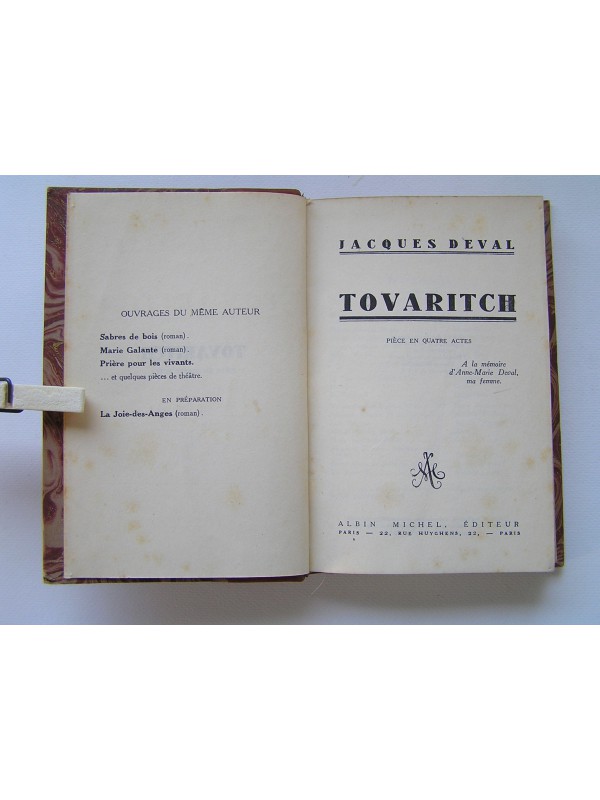 OUVRAGES DU MÊME AUTEUR
Sabres de bois (roman).
Marie Galante (roman).
Prière pour les vivants.
... et quelques pièces de théâtre.
EN PRÉPARATION
La Joie-des-Anges (roman).
JACQUES DEVAL
TOVARITCH
PIÈCE EN QUATRE ACTES
A la mémoire
d'Anne-Marie Deval,
ma femme.
ALBIN MICHEL, ÉDITEUR
PARIS — 22, RUE HUYGHENS, 22, — PARIS